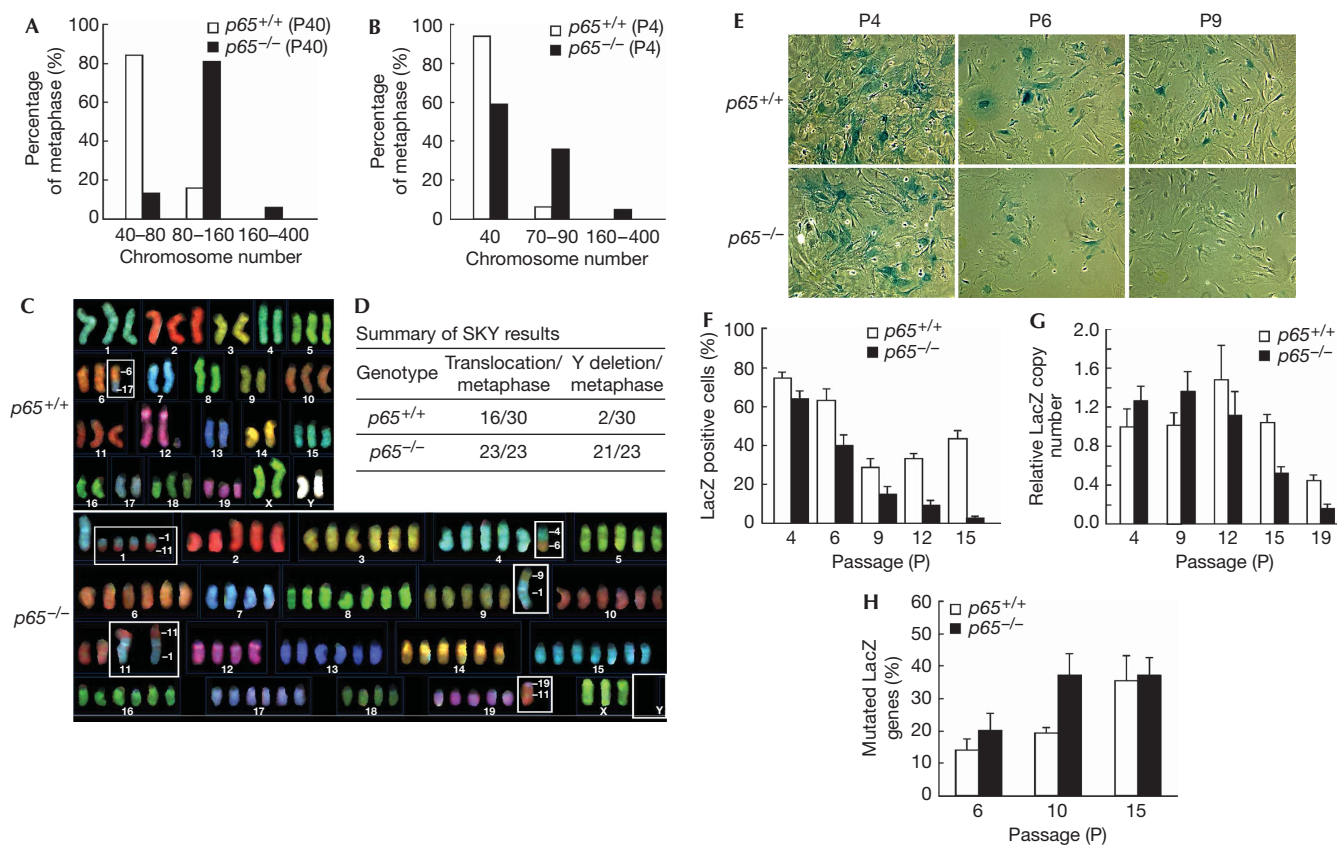 A
p65+/+ (P40)
p65−/− (P40)
Percentage
of metaphase (%)
100
80
60
40
20
0
40–80 80–160 160–400
Chromosome number
B
p65+/+ (P4)
p65−/− (P4)
Percentage
of metaphase (%)
100
80
60
40
20
0
40 70–90 160–400
Chromosome number
C
p65+/+
1 2 3 4 5
–6
–17
6 7 8 9 10
11 12 13 14 15
16 17 18 19 X Y
p65−/−
–1
–11
–4
–6
1 2 3 4 5
–9
–1
6 7 8 9 10
–11
–1
11 12 13 14 15
–19
–11
16 17 18 19 X Y
D
Summary of SKY results
Genotype Translocation/ metaphase Y deletion/ metaphase
p65+/+ 16/30 2/30
p65−/− 23/23 21/23
E
P4 P6 P9
p65+/+
p65−/−
F
p65+/+
p65−/−
LacZ positive cells (%)
100
80
60
40
20
0
4 6 9 12 15
Passage (P)
G
p65+/+
p65−/−
Relative LacZ copy
number
2.0
1.6
1.2
0.8
0.4
0.0
4 9 12 15 19
Passage (P)
H
p65+/+
p65−/−
Mutated LacZ
genes (%)
60
50
40
30
20
10
0
6 10 15
Passage (P)